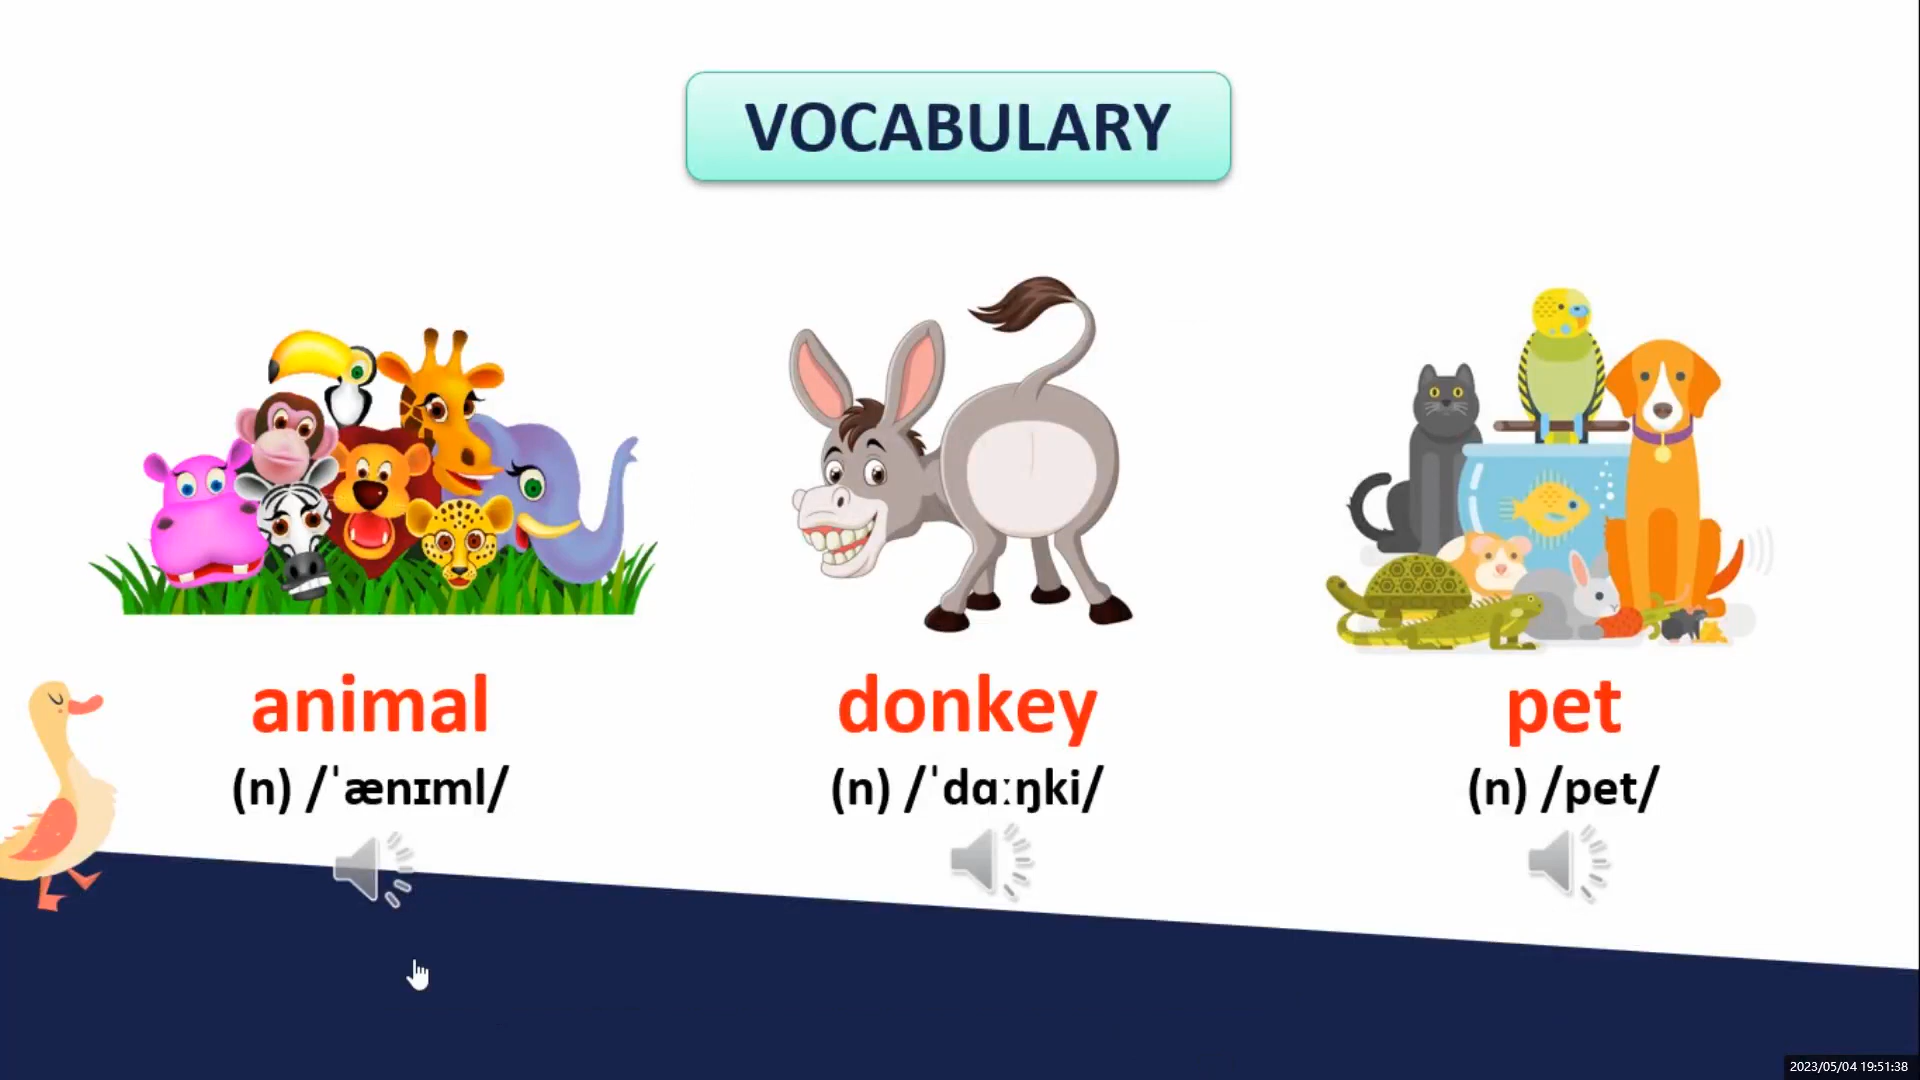 VOCABULARY
animal
(n) /ˈænɪml/
donkey
(n) /ˈdɑːŋki/
pet
(n) /pet/
2023/05/04 19:51:38